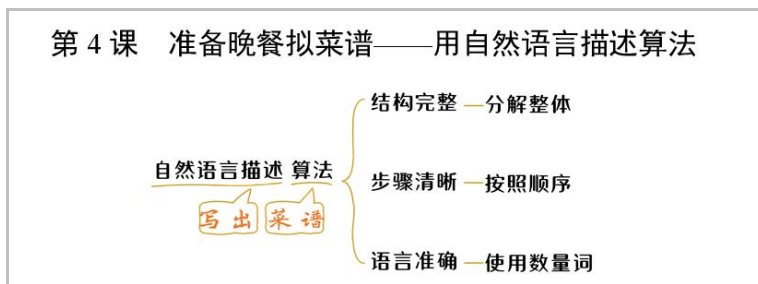 第 4 课 准备晚餐拟菜谱——用自然语言描述算法
结构完整—分解整体
自然语言描述 算法
步骤清晰—按照顺序
写出 菜谱
语言准确—使用数量词